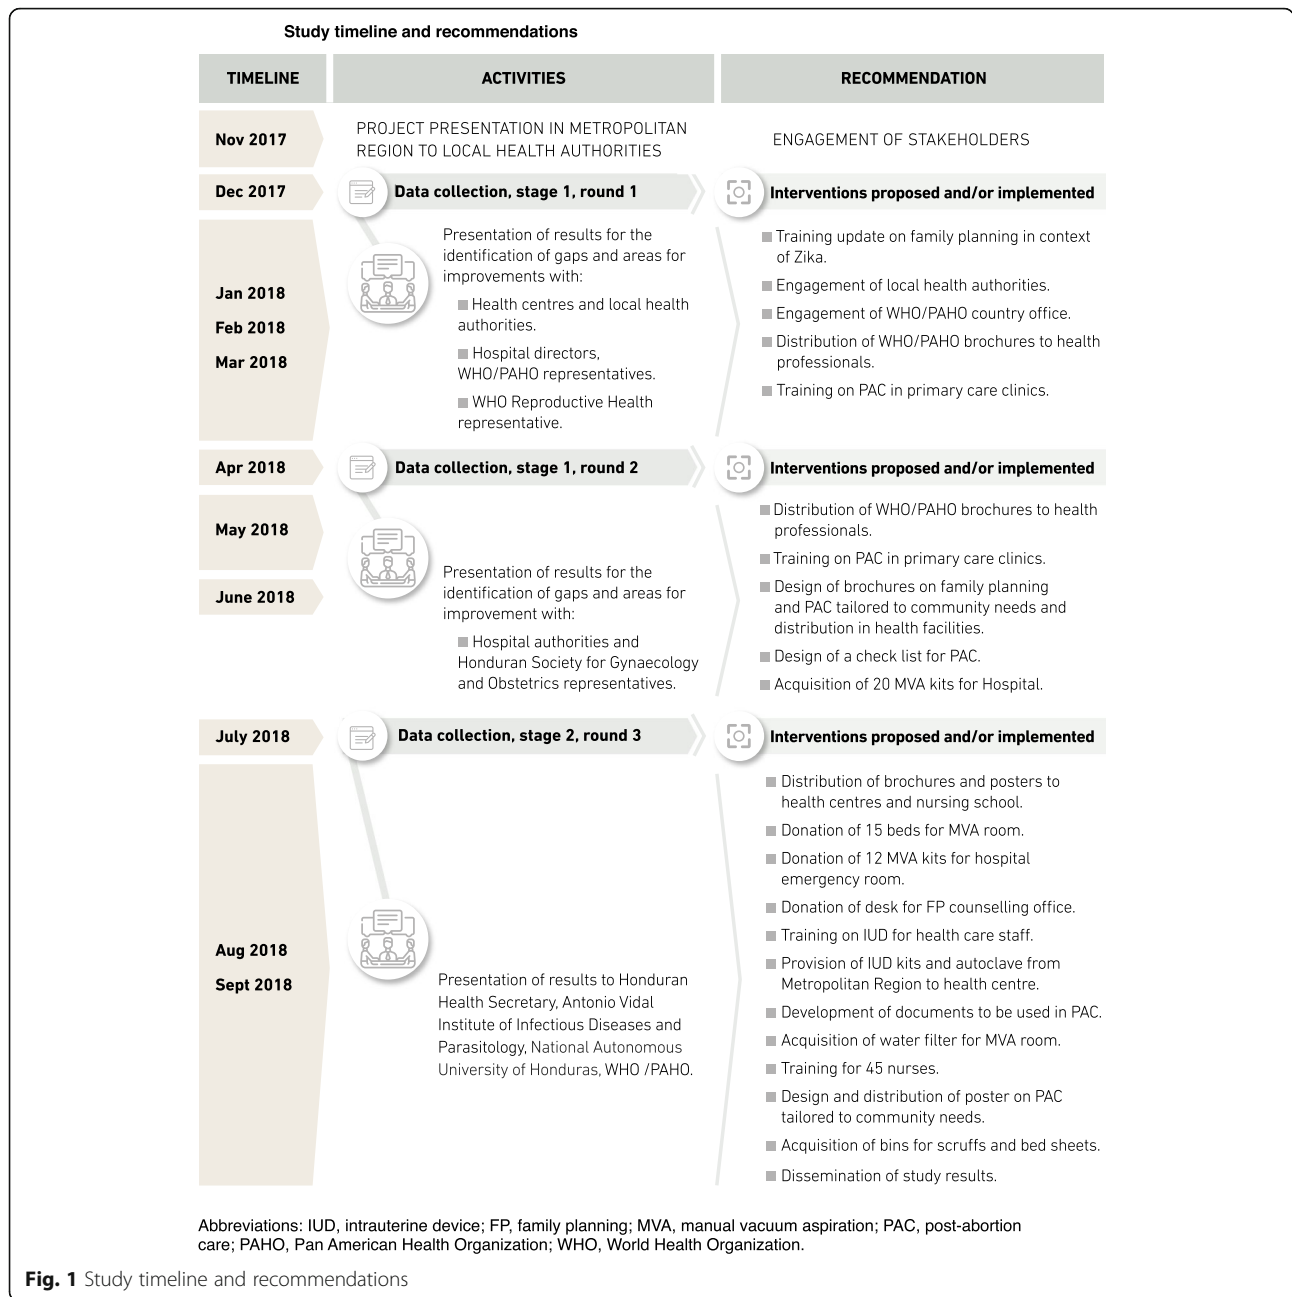 Study timeline and recommendations
TIMELINE
ACTIVITIES
RECOMMENDATION
Nov 2017
PROJECT PRESENTATION IN METROPOLITAN
REGION TO LOCAL HEALTH AUTHORITIES
ENGAGEMENT OF STAKEHOLDERS
Dec 2017
Data collection, stage 1, round 1
Interventions proposed and/or implemented
Jan 2018
Feb 2018
Mar 2018
Presentation of results for the
identification of gaps and areas for
improvements with:
Health centres and local health
authorities.
Hospital directors,
WHO/PAHO representatives.
WHO Reproductive Health
representative.
Training update on family planning in context
of Zika.
Engagement of local health authorities.
Engagement of WHO/PAHO country office.
Distribution of WHO/PAHO brochures to health
professionals.
Training on PAC in primary care clinics.
Apr 2018
Data collection, stage 1, round 2
Interventions proposed and/or implemented
May 2018
June 2018
Presentation of results for the
identification of gaps and areas for
improvement with:
Hospital authorities and
Honduran Society for Gynaecology
and Obstetrics representatives.
Distribution of WHO/PAHO brochures to health
professionals.
Training on PAC in primary care clinics.
Design of brochures on family planning
and PAC tailored to community needs and
distribution in health facilities.
Design of a check list for PAC.
Acquisition of 20 MVA kits for Hospital.
July 2018
Data collection, stage 2, round 3
Interventions proposed and/or implemented
Aug 2018
Sept 2018
Presentation of results to Honduran
Health Secretary, Antonio Vidal
Institute of Infectious Diseases and
Parasitology, National Autonomous
University of Honduras, WHO /PAHO.
Distribution of brochures and posters to
health centres and nursing school.
Donation of 15 beds for MVA room.
Donation of 12 MVA kits for hospital
emergency room.
Donation of desk for FP counselling office.
Training on IUD for health care staff.
Provision of IUD kits and autoclave from
Metropolitan Region to health centre.
Development of documents to be used in PAC.
Acquisition of water filter for MVA room.
Training for 45 nurses.
Design and distribution of poster on PAC
tailored to community needs.
Acquisition of bins for scruffs and bed sheets.
Dissemination of study results.
Abbreviations: IUD, intrauterine device; FP, family planning; MVA, manual vacuum aspiration; PAC, post-abortion
care; PAHO, Pan American Health Organization; WHO, World Health Organization.
Fig. 1 Study timeline and recommendations